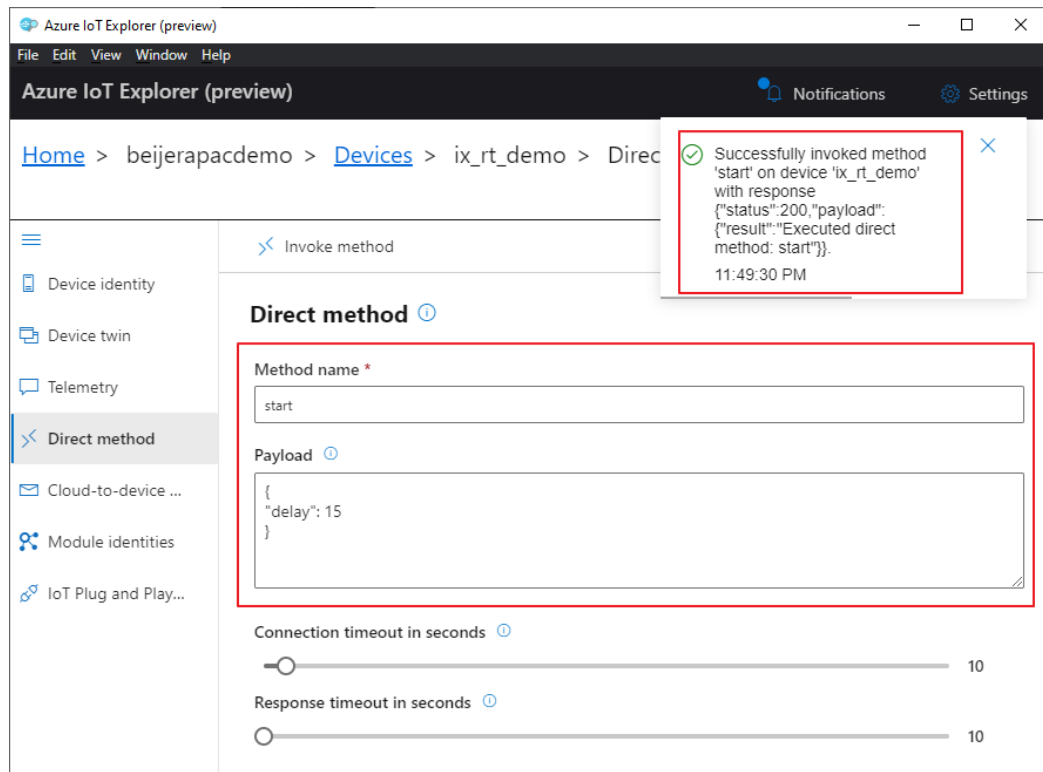 Azure IoT Explorer (preview)
File Edit View Window Help
Azure IoT Explorer (preview)
Notifications
Settings
Home > beijerapacdemo > Devices > ix_rt_demo > Direc
Successfully invoked method
'start' on device 'ix_rt_demo'
with response
{"status":200,"payload":
{"result":"Executed direct
method: start"}}.
11:49:30 PM
Invoke method
Device identity
Device twin
Telemetry
Direct method
Cloud-to-device ...
Module identities
IoT Plug and Play...
Direct method
Method name *
start
Payload
{
"delay": 15
}
Connection timeout in seconds
10
Response timeout in seconds
10